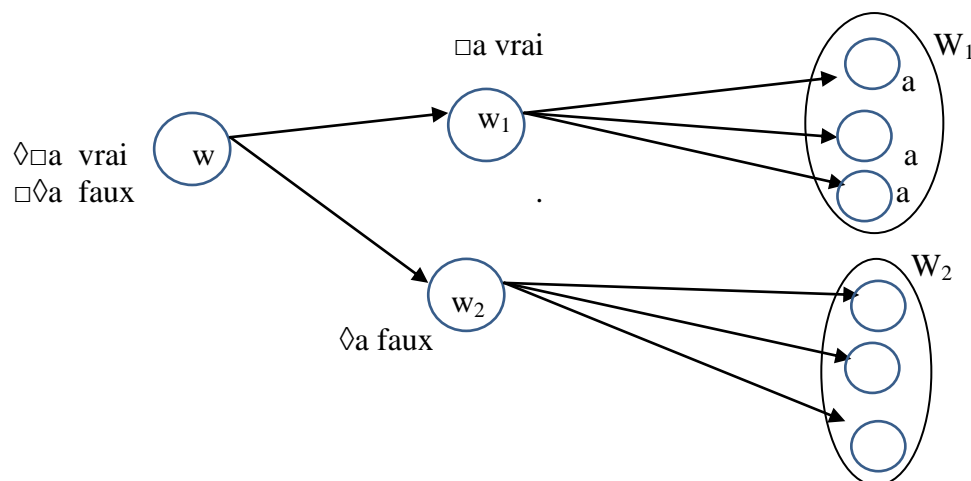 □a vrai
W₁
a
w₁
w
◊□a vrai
□◊a faux
a
a
.
W₂
w₂
◊a faux